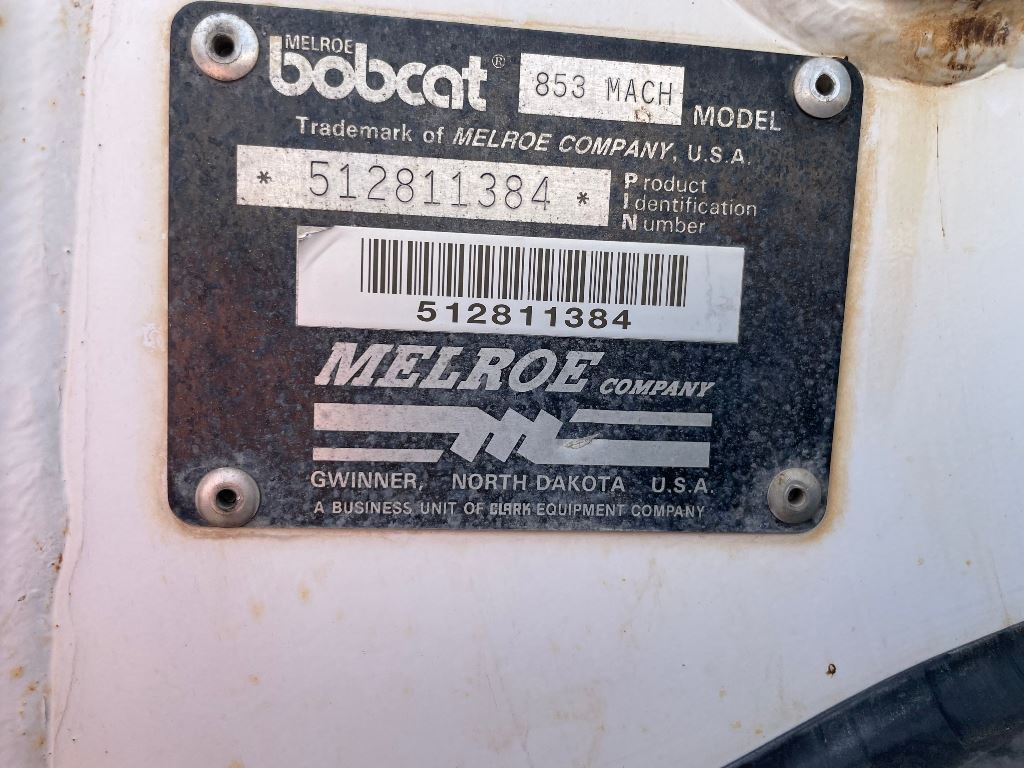 MELROE
bobcat® 853 MACH MODEL
Trademark of MELROE COMPANY, U.S.A.
* 512811384 * Product
Identification
Number
512811384
MELROE COMPANY
GWINNER, NORTH DAKOTA U.S.A.
A BUSINESS UNIT OF CLARK EQUIPMENT COMPANY